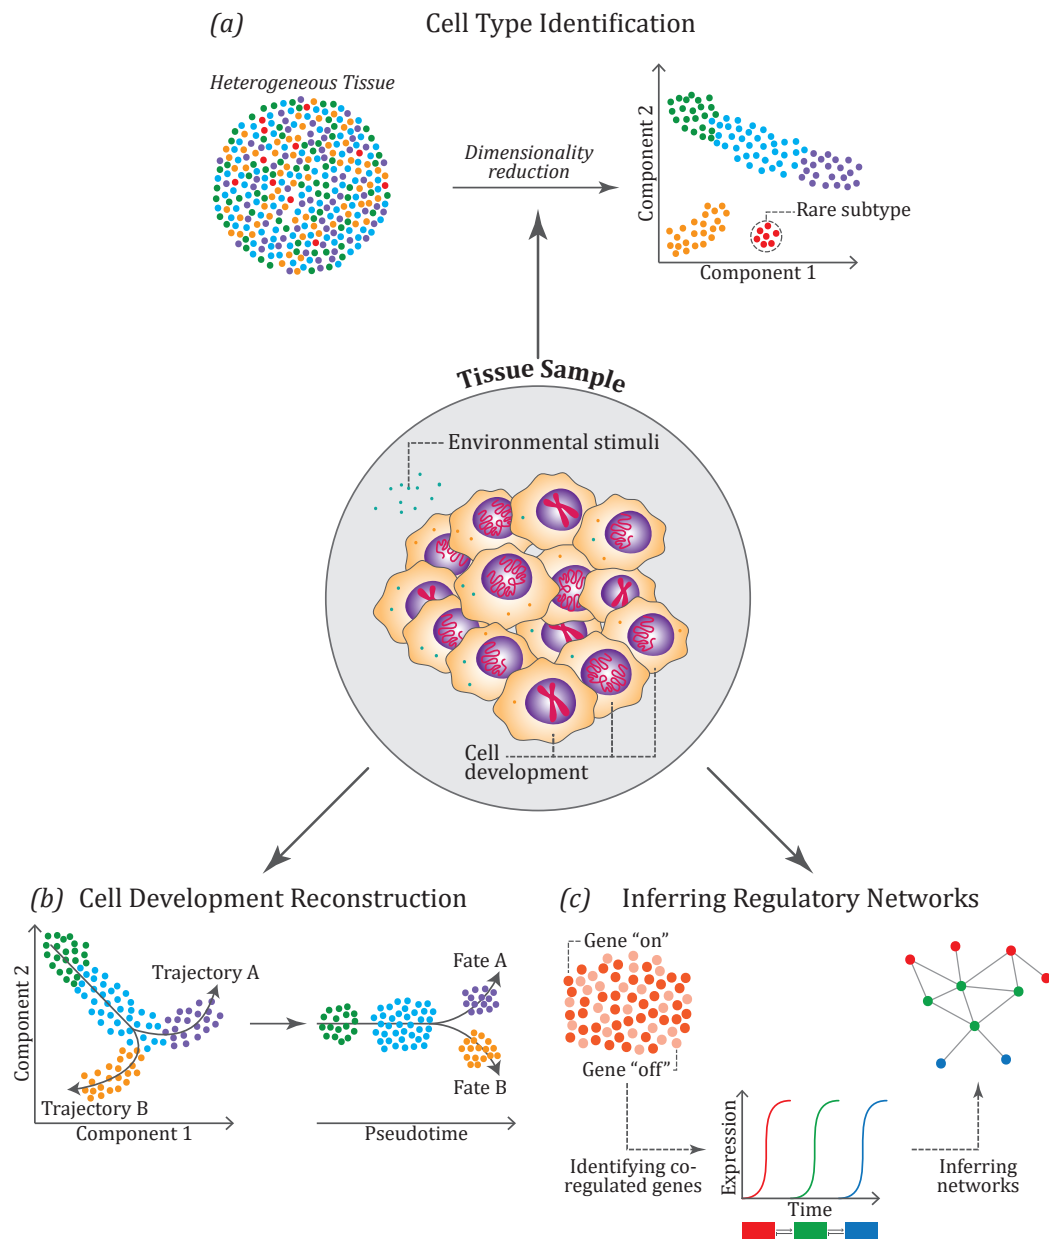 (a) Cell Type Identification
Heterogeneous Tissue
Dimensionality
reduction
Component 2
Rare subtype
Component 1
Tissue Sample
Environmental stimuli
Cell
development
(b) Cell Development Reconstruction
Component 2
Trajectory A
Trajectory B
Component 1
Fate A
Fate B
Pseudotime
(c) Inferring Regulatory Networks
Gene “on”
Gene “off”
Identifying co-
regulated genes
Expression
Time
Inferring
networks